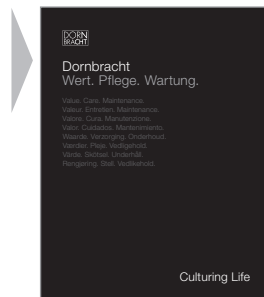 DORN
BRACHT
Dornbracht
Wert. Pflege. Wartung.
Value. Care. Maintenance.
Valeur. Entretien. Maintenance.
Valore. Cura. Manutenzione.
Valor. Cuidados. Mantenimiento.
Waarde. Verzorging. Onderhoud.
Værdier. Pleje. Vedligehold.
Värde. Skötsel. Underhåll.
Rengjøring. Stell. Vedlikehold.
Culturing Life